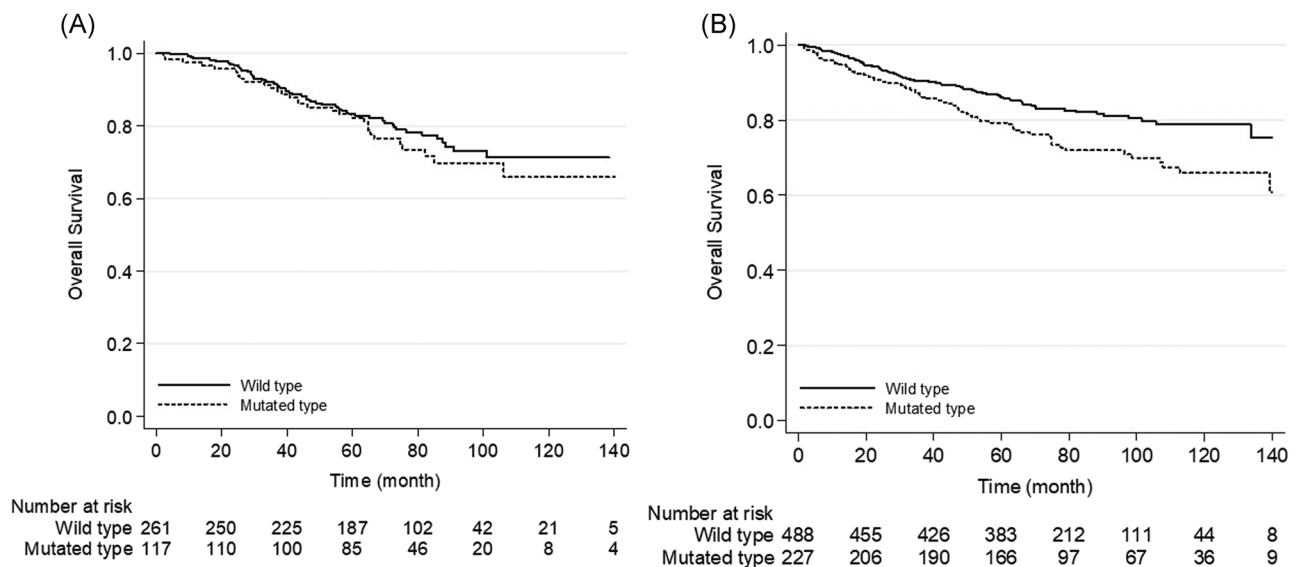 (A)
Overall Survival
1.0
0.8
0.6
0.4
0.2
0.0
Wild type
Mutated type
0 20 40 60 80 100 120 140
Time (month)
Number at risk
Wild type 261 250 225 187 102 42 21 5
Mutated type 117 110 100 85 46 20 8 4
(B)
Overall Survival
1.0
0.8
0.6
0.4
0.2
0.0
Wild type
Mutated type
0 20 40 60 80 100 120 140
Time (month)
Number at risk
Wild type 488 455 426 383 212 111 44 8
Mutated type 227 206 190 166 97 67 36 9